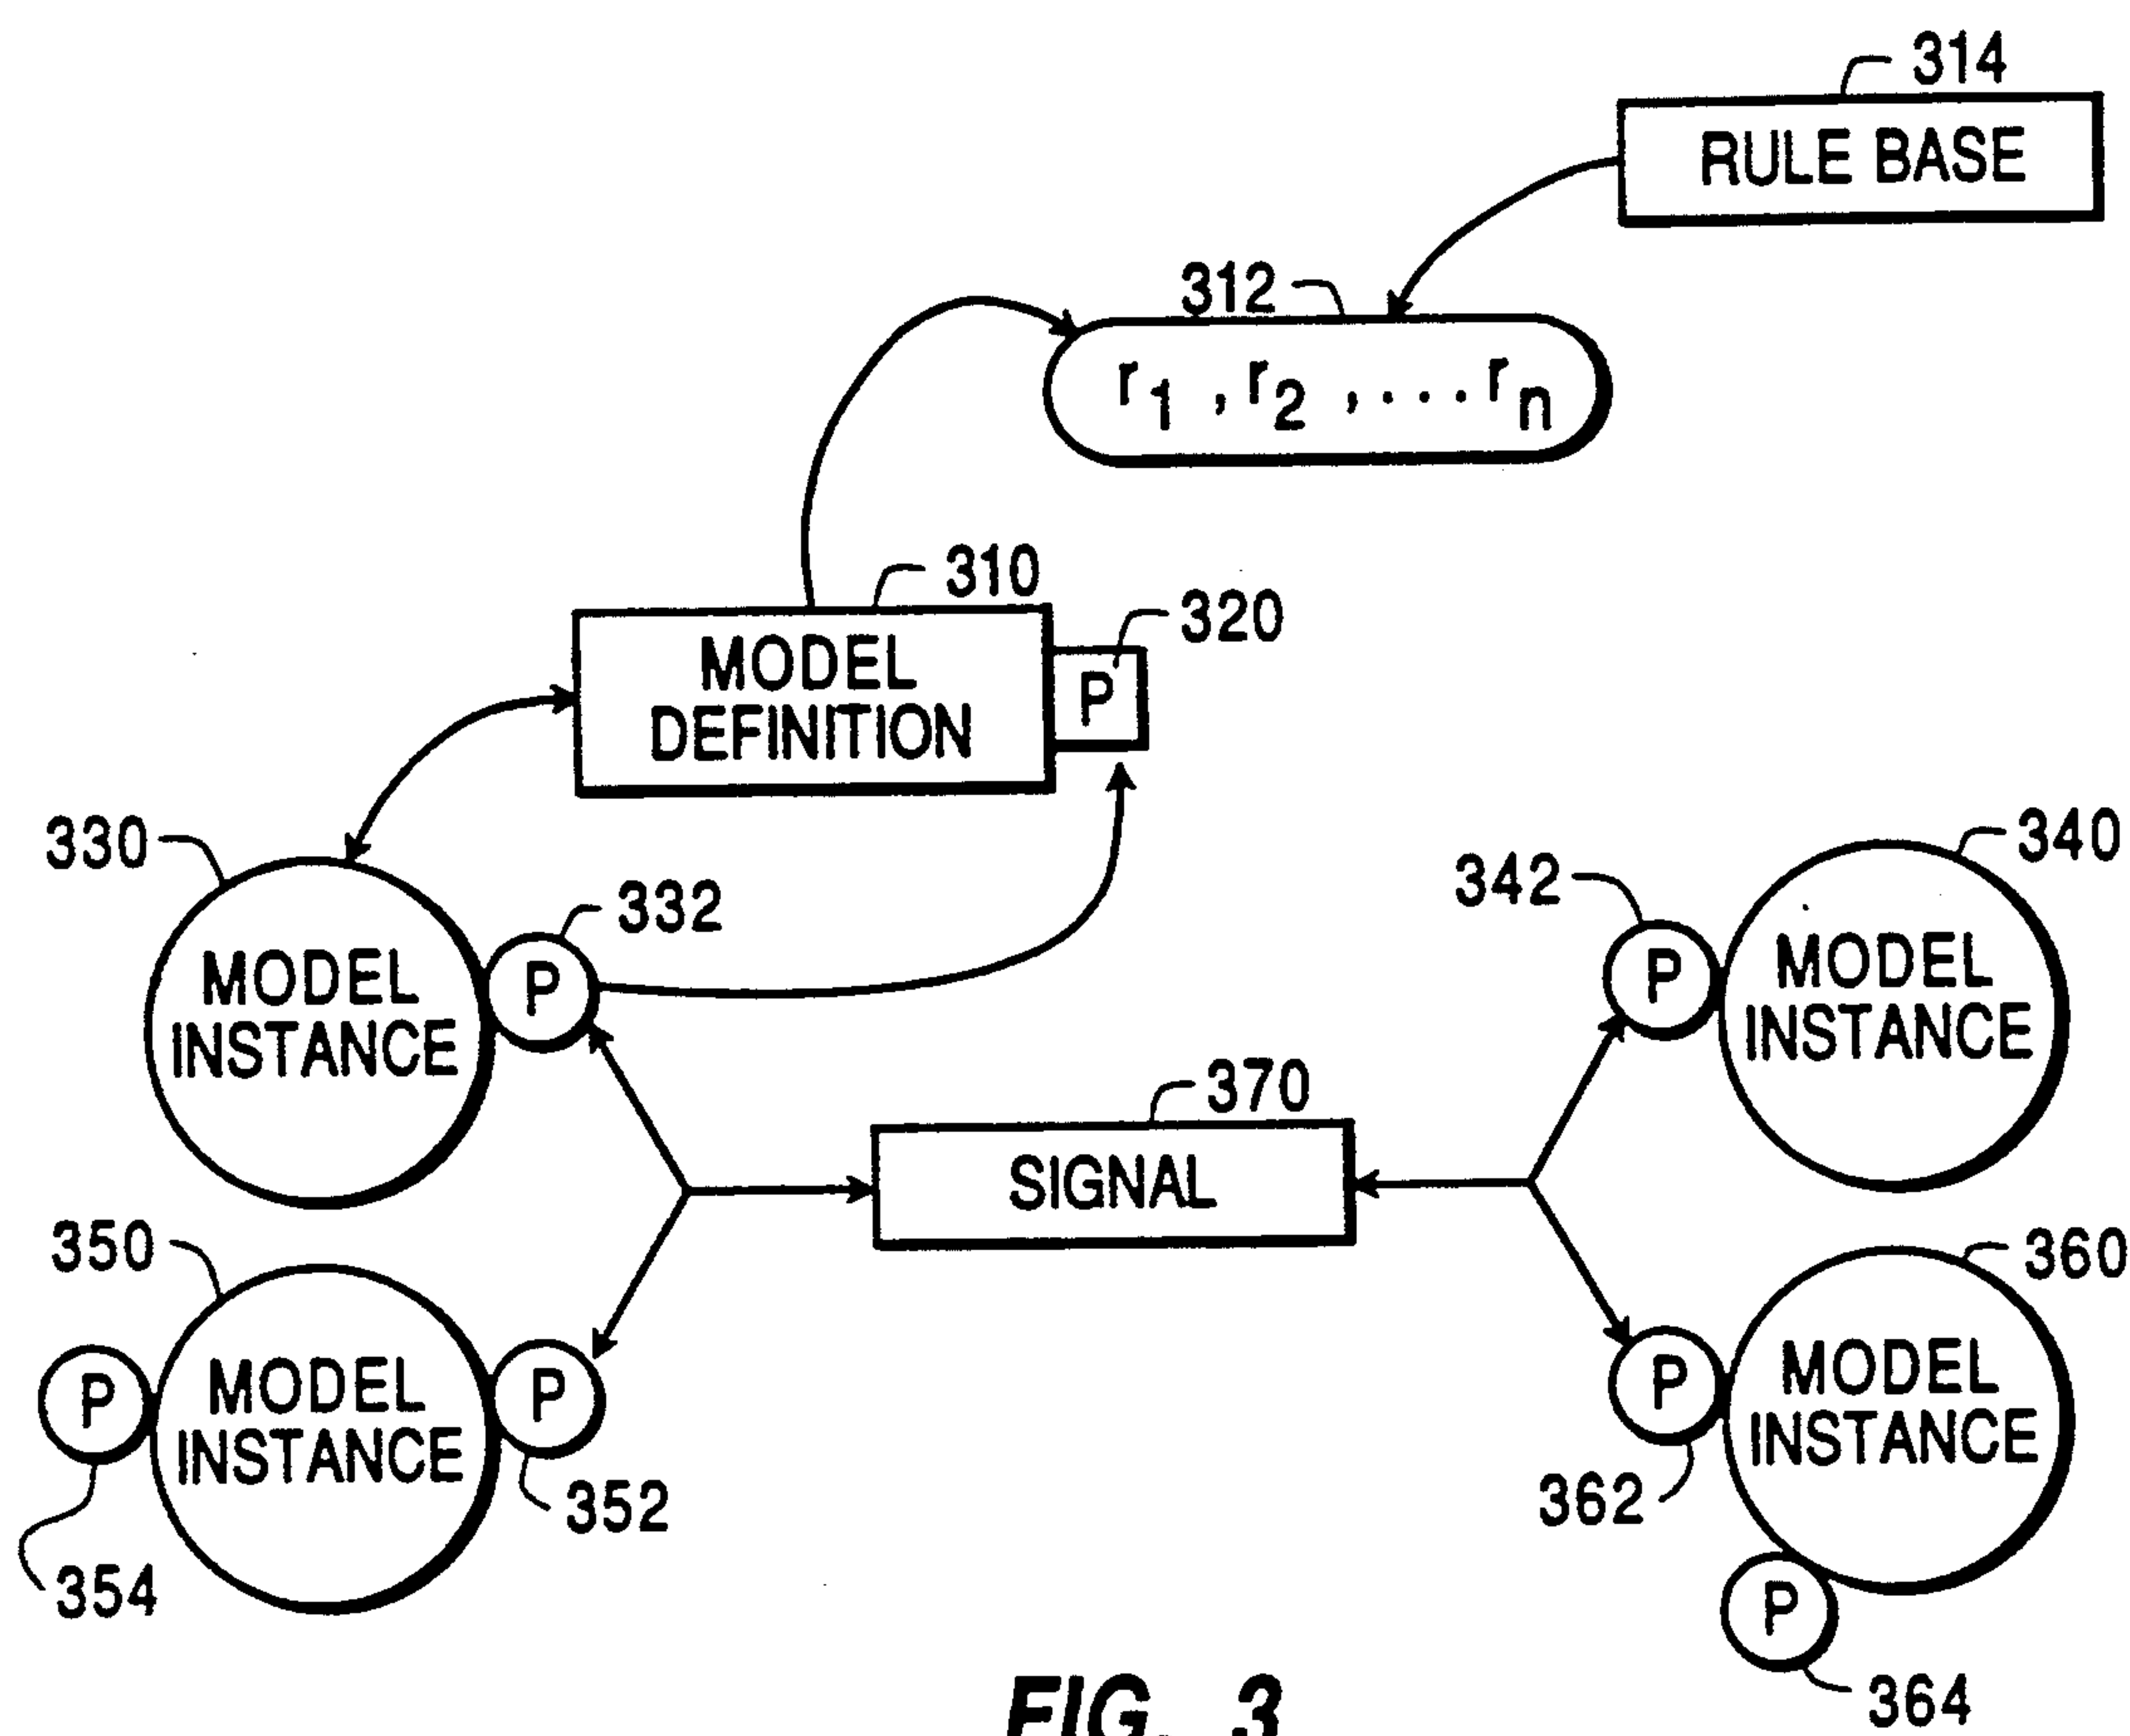 314
RULE BASE
312
r1 , r2 , .... rn
310
320
MODEL
DEFINITION
P
330
332
340
342
MODEL
INSTANCE
P
P
MODEL
INSTANCE
370
SIGNAL
350
360
P
MODEL
INSTANCE
P
P
MODEL
INSTANCE
352
362
354
P
364
FIG. 3